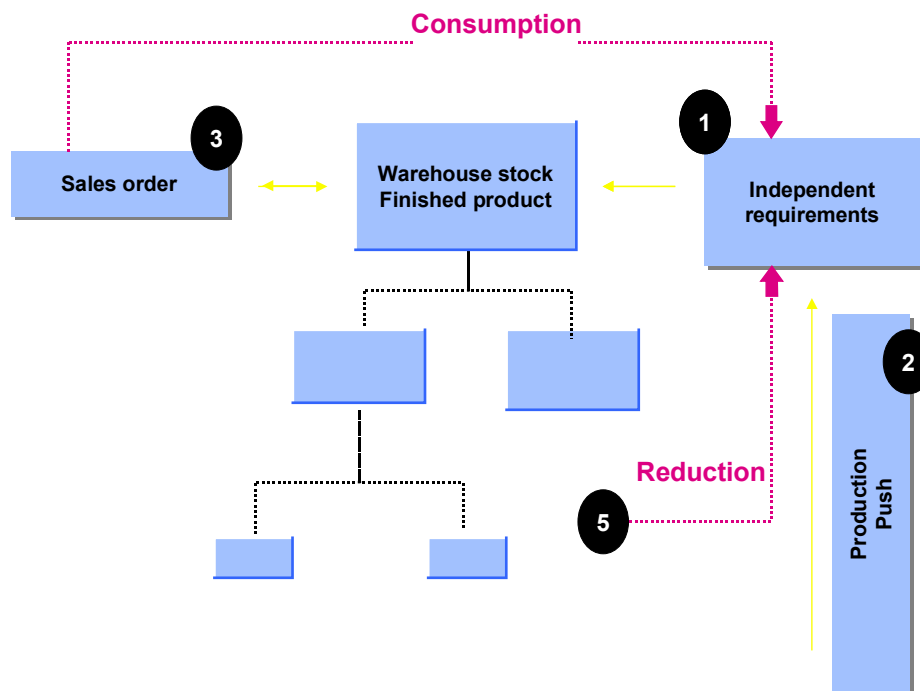 Consumption
3
1
Sales order
Warehouse stock
Finished product
Independent
requirements
2
Reduction
5
Production
Push